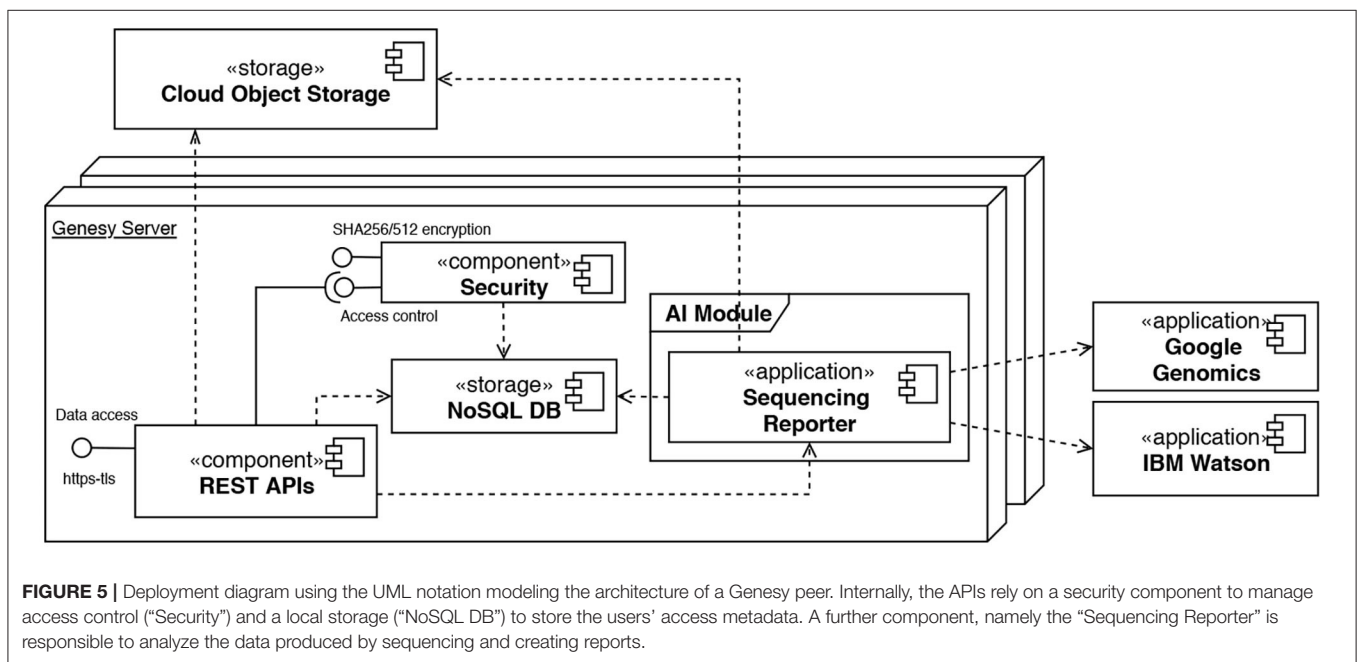 «storage»
Cloud Object Storage
Genesy Server
SHA256/512 encryption
«component»
Security
Access control
AI Module
«storage»
NoSQL DB
«application»
Sequencing
Reporter
«application»
Google
Genomics
«application»
IBM Watson
Data access
https-tls
«component»
REST APIs
FIGURE 5 | Deployment diagram using the UML notation modeling the architecture of a Genesy peer. Internally, the APIs rely on a security component to manage
access control (“Security”) and a local storage (“NoSQL DB”) to store the users’ access metadata. A further component, namely the “Sequencing Reporter” is
responsible to analyze the data produced by sequencing and creating reports.